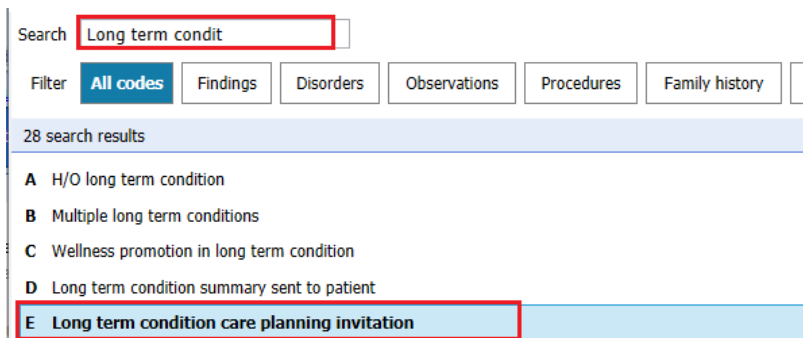 Search Long term condit
Filter All codes Findings Disorders Observations Procedures Family history
28 search results
A H/O long term condition
B Multiple long term conditions
C Wellness promotion in long term condition
D Long term condition summary sent to patient
E Long term condition care planning invitation